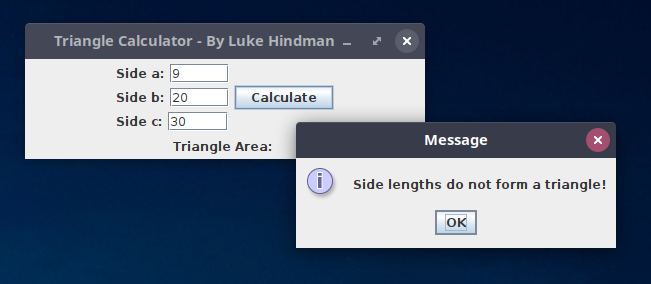 Triangle Calculator - By Luke Hindman
Side a: 9
Side b: 20 Calculate
Side c: 30
Triangle Area:
Message
Side lengths do not form a triangle!
OK